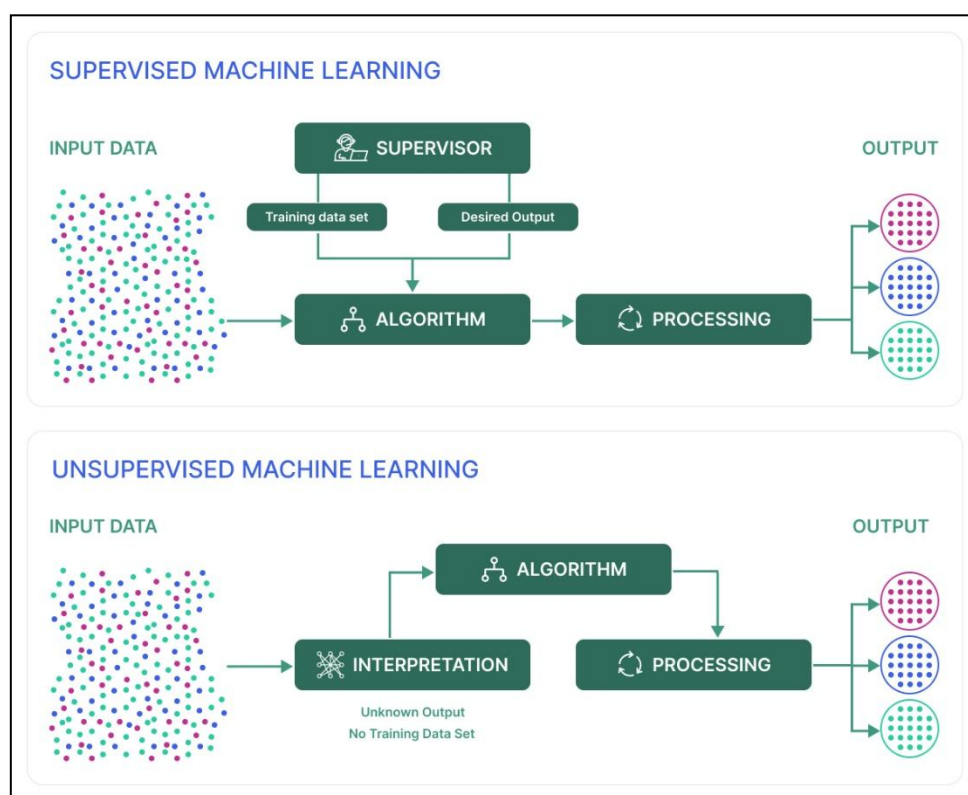 SUPERVISED MACHINE LEARNING
INPUT DATA
SUPERVISOR
OUTPUT
Training data set
Desired Output
ALGORITHM
PROCESSING
UNSUPERVISED MACHINE LEARNING
INPUT DATA
OUTPUT
ALGORITHM
INTERPRETATION
PROCESSING
Unknown Output
No Training Data Set